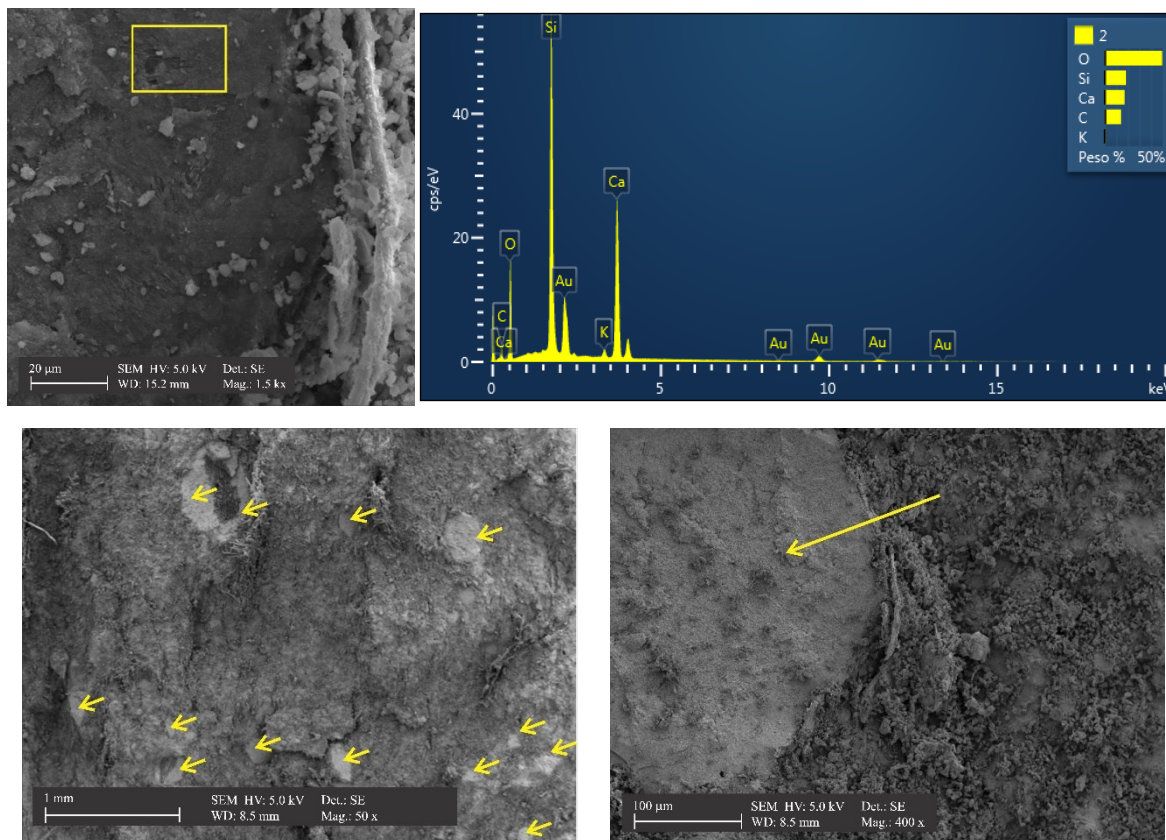 20 µm
SEM HV: 5.0 kV Det.: SE
WD: 15.2 mm Mag.: 1.5 kx
Si
Ca
O
Au
C
Ca
K
Au
Au
Au
Au
cps/eV
40
20
0
0 5 10 15 keV
2
O
Si
Ca
C
K
Peso % 50%
1 mm
SEM HV: 5.0 kV Det.: SE
WD: 8.5 mm Mag.: 50 x
100 µm
SEM HV: 5.0 kV Det.: SE
WD: 8.5 mm Mag.: 400 x